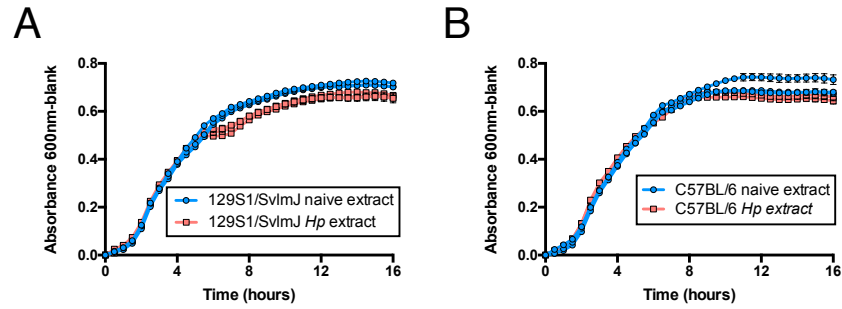 A
Absorbance 600nm-blank
0.8
0.6
0.4
0.2
0.0
0
4
8
12
16
Time (hours)
129S1/SvImJ naive extract
129S1/SvImJ Hp extract
B
Absorbance 600nm-blank
0.8
0.6
0.4
0.2
0.0
0
4
8
12
16
Time (hours)
C57BL/6 naive extract
C57BL/6 Hp extract